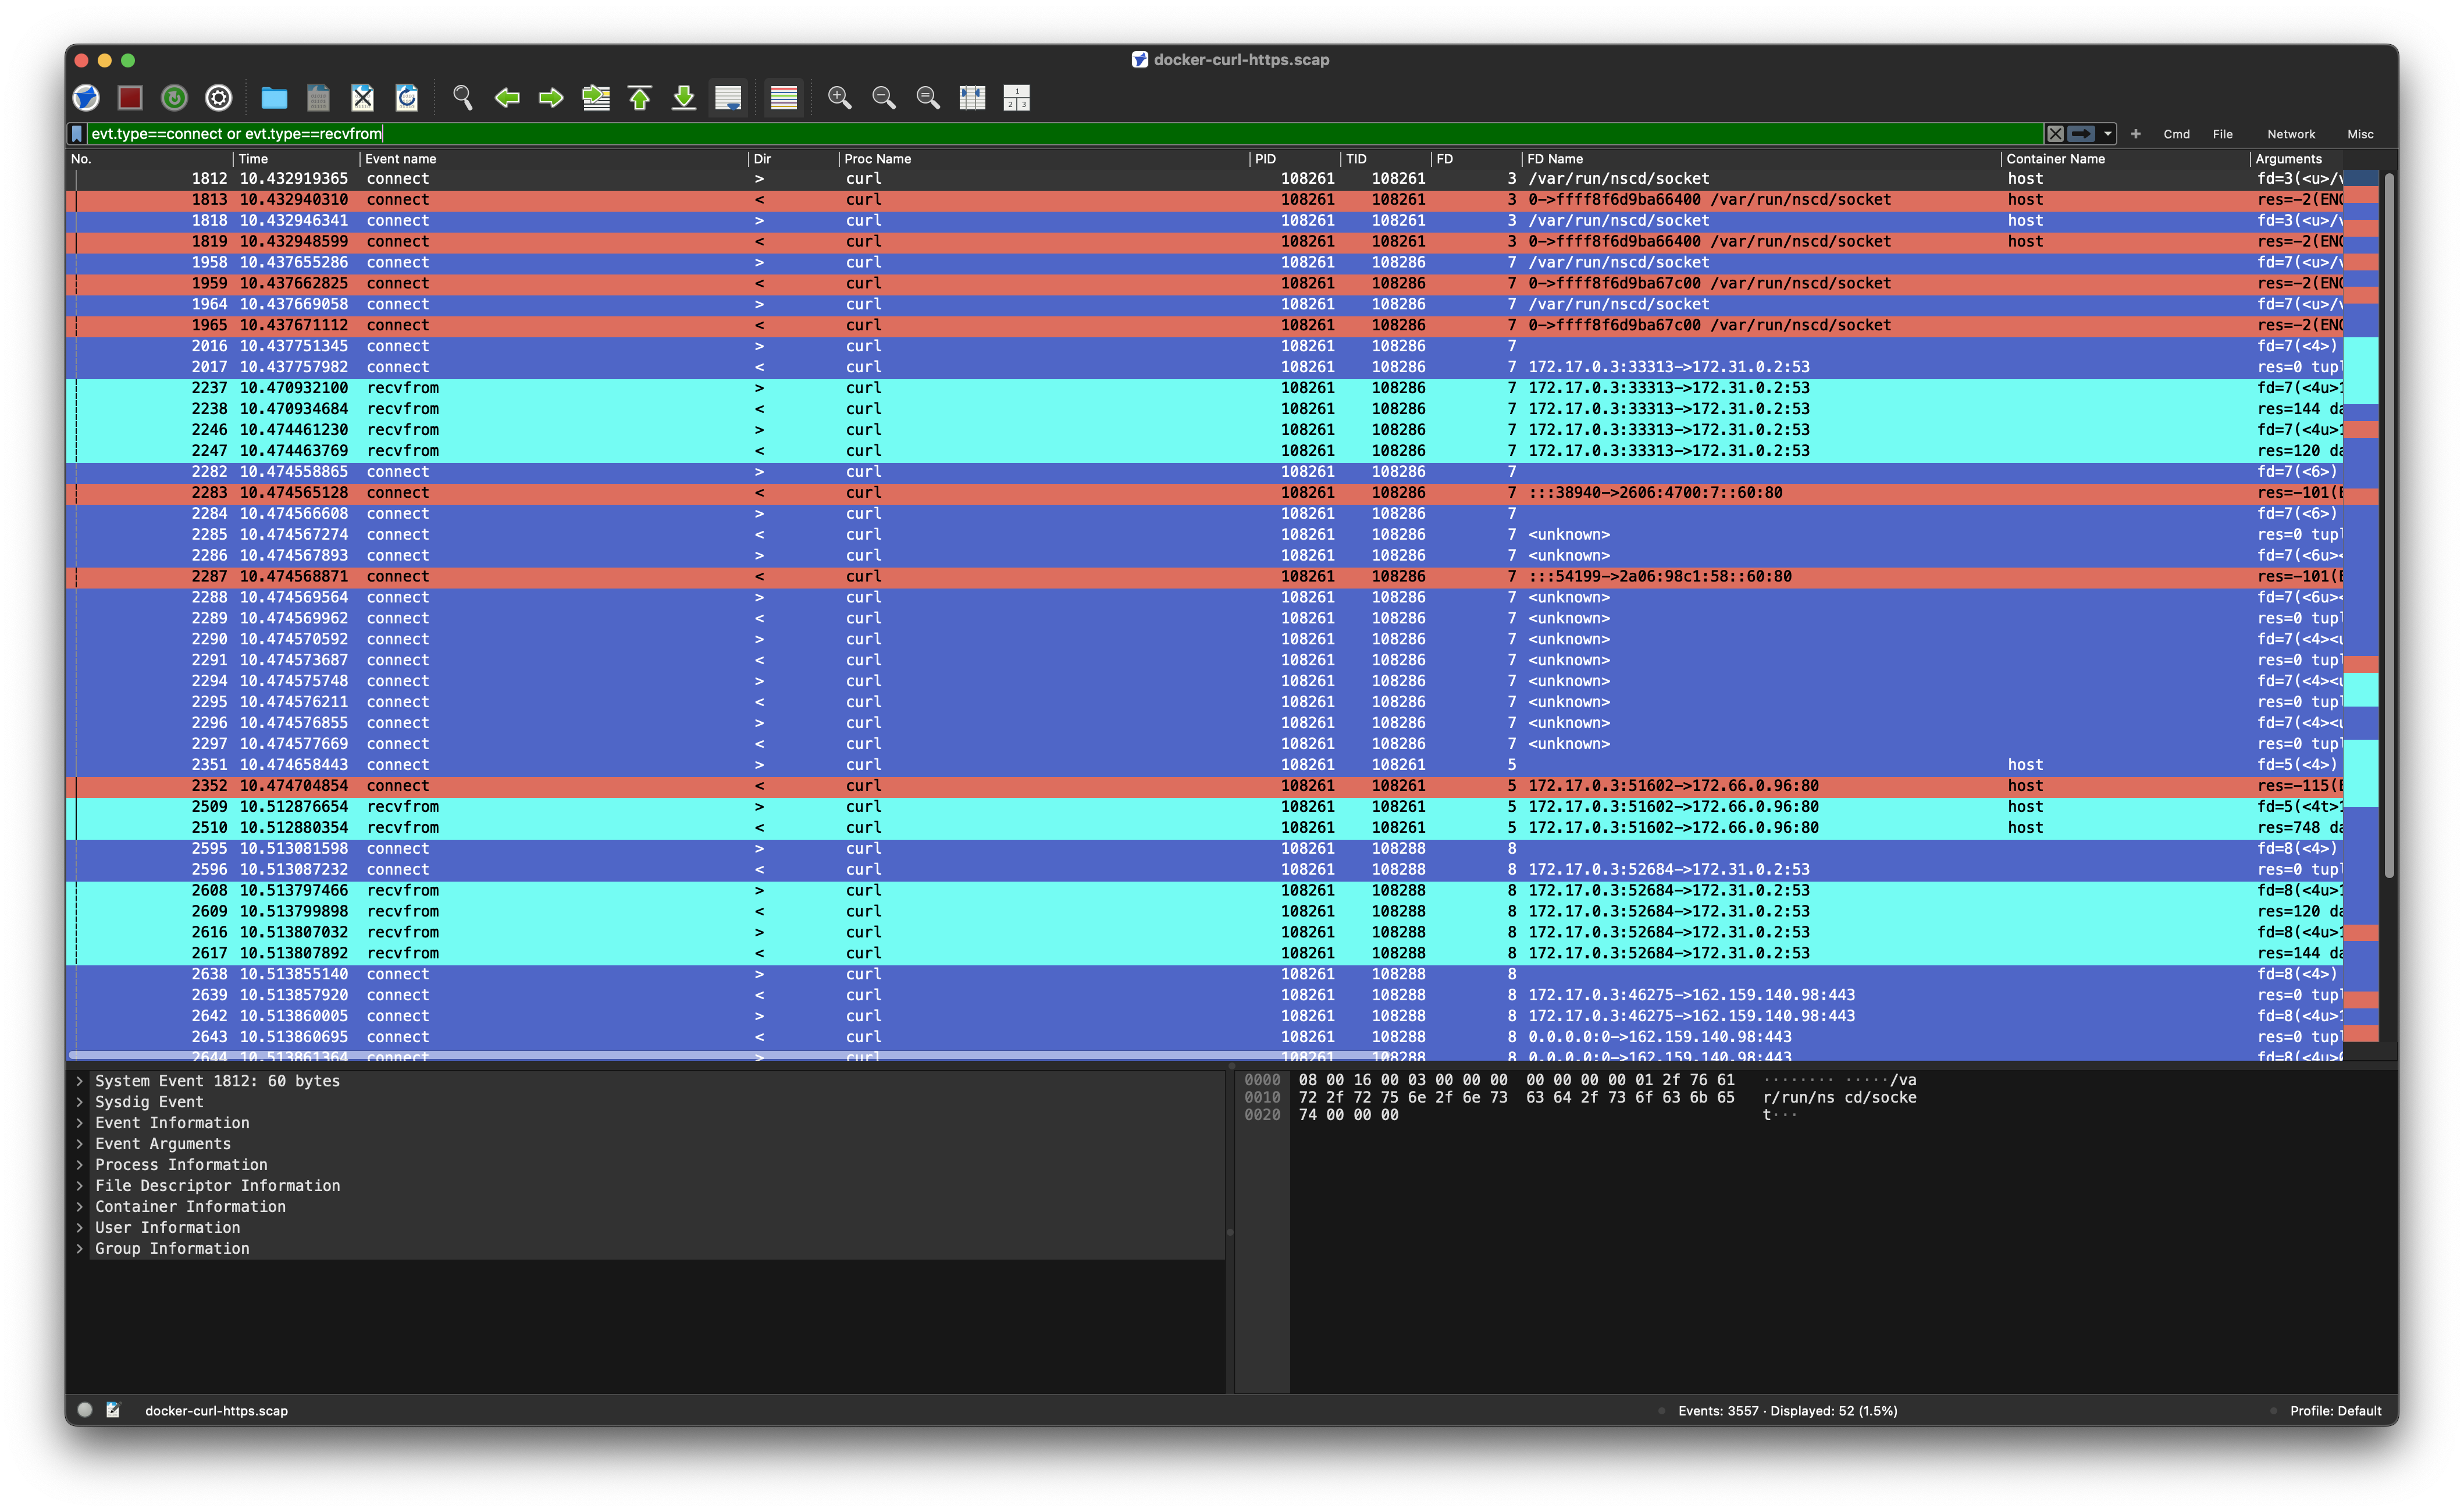 docker-curl-https.scap
1
2 3
evt.type==connect or evt.type==recvfrom + Cmd File Network Misc
No. Time Event name Dir Proc Name PID TID FD FD Name Container Name Arguments
1812 10.432919365 connect > curl 108261 108261 3 /var/run/nscd/socket host fd=3(<u>/v
1813 10.432940310 connect < curl 108261 108261 3 0->ffff8f6d9ba66400 /var/run/nscd/socket host res=-2(ENO
1818 10.432946341 connect > curl 108261 108261 3 /var/run/nscd/socket host fd=3(<u>/v
1819 10.432948599 connect < curl 108261 108261 3 0->ffff8f6d9ba66400 /var/run/nscd/socket host res=-2(ENO
1958 10.437655286 connect > curl 108261 108286 7 /var/run/nscd/socket fd=7(<u>/v
1959 10.437662825 connect < curl 108261 108286 7 0->ffff8f6d9ba67c00 /var/run/nscd/socket res=-2(ENO
1964 10.437669058 connect > curl 108261 108286 7 /var/run/nscd/socket fd=7(<u>/v
1965 10.437671112 connect < curl 108261 108286 7 0->ffff8f6d9ba67c00 /var/run/nscd/socket res=-2(ENO
2016 10.437751345 connect > curl 108261 108286 7 fd=7(<4>)
2017 10.437757982 connect < curl 108261 108286 7 172.17.0.3:33313->172.31.0.2:53 res=0 tupl
2237 10.470932100 recvfrom > curl 108261 108286 7 172.17.0.3:33313->172.31.0.2:53 fd=7(<4u>1
2238 10.470934684 recvfrom < curl 108261 108286 7 172.17.0.3:33313->172.31.0.2:53 res=144 da
2246 10.474461230 recvfrom > curl 108261 108286 7 172.17.0.3:33313->172.31.0.2:53 fd=7(<4u>1
2247 10.474463769 recvfrom < curl 108261 108286 7 172.17.0.3:33313->172.31.0.2:53 res=120 da
2282 10.474558865 connect > curl 108261 108286 7 fd=7(<6>)
2283 10.474565128 connect < curl 108261 108286 7 :::38940->2606:4700:7::60:80 res=-101(E
2284 10.474566608 connect > curl 108261 108286 7 fd=7(<6>)
2285 10.474567274 connect < curl 108261 108286 7 <unknown> res=0 tupl
2286 10.474567893 connect > curl 108261 108286 7 <unknown> fd=7(<6u><
2287 10.474568871 connect < curl 108261 108286 7 :::54199->2a06:98c1:58::60:80 res=-101(E
2288 10.474569564 connect > curl 108261 108286 7 <unknown> fd=7(<6u><
2289 10.474569962 connect < curl 108261 108286 7 <unknown> res=0 tupl
2290 10.474570592 connect > curl 108261 108286 7 <unknown> fd=7(<4><u
2291 10.474573687 connect < curl 108261 108286 7 <unknown> res=0 tupl
2294 10.474575748 connect > curl 108261 108286 7 <unknown> fd=7(<4><u
2295 10.474576211 connect < curl 108261 108286 7 <unknown> res=0 tupl
2296 10.474576855 connect > curl 108261 108286 7 <unknown> fd=7(<4><u
2297 10.474577669 connect < curl 108261 108286 7 <unknown> res=0 tupl
2351 10.474658443 connect > curl 108261 108261 5 host fd=5(<4>)
2352 10.474704854 connect < curl 108261 108261 5 172.17.0.3:51602->172.66.0.96:80 host res=-115(E
2509 10.512876654 recvfrom > curl 108261 108261 5 172.17.0.3:51602->172.66.0.96:80 host fd=5(<4t>1
2510 10.512880354 recvfrom < curl 108261 108261 5 172.17.0.3:51602->172.66.0.96:80 host res=748 da
2595 10.513081598 connect > curl 108261 108288 8 fd=8(<4>)
2596 10.513087232 connect < curl 108261 108288 8 172.17.0.3:52684->172.31.0.2:53 res=0 tupl
2608 10.513797466 recvfrom > curl 108261 108288 8 172.17.0.3:52684->172.31.0.2:53 fd=8(<4u>1
2609 10.513799898 recvfrom < curl 108261 108288 8 172.17.0.3:52684->172.31.0.2:53 res=120 da
2616 10.513807032 recvfrom > curl 108261 108288 8 172.17.0.3:52684->172.31.0.2:53 fd=8(<4u>1
2617 10.513807892 recvfrom < curl 108261 108288 8 172.17.0.3:52684->172.31.0.2:53 res=144 da
2638 10.513855140 connect > curl 108261 108288 8 fd=8(<4>)
2639 10.513857920 connect < curl 108261 108288 8 172.17.0.3:46275->162.159.140.98:443 res=0 tupl
2642 10.513860005 connect > curl 108261 108288 8 172.17.0.3:46275->162.159.140.98:443 fd=8(<4u>1
2643 10.513860695 connect < curl 108261 108288 8 0.0.0.0:0->162.159.140.98:443 res=0 tupl
2644 10.513861364 connect > curl 108261 108288 8 0.0.0.0:0->162.159.140.98:443 fd=8(<4u>0
> System Event 1812: 60 bytes
> Sysdig Event
> Event Information
> Event Arguments
> Process Information
> File Descriptor Information
> Container Information
> User Information
> Group Information
0000 08 00 16 00 03 00 00 00 00 00 00 00 01 2f 76 61 ········ ·····/va
0010 72 2f 72 75 6e 2f 6e 73 63 64 2f 73 6f 63 6b 65 r/run/ns cd/socke
0020 74 00 00 00 t···
docker-curl-https.scap Events: 3557 · Displayed: 52 (1.5%) Profile: Default